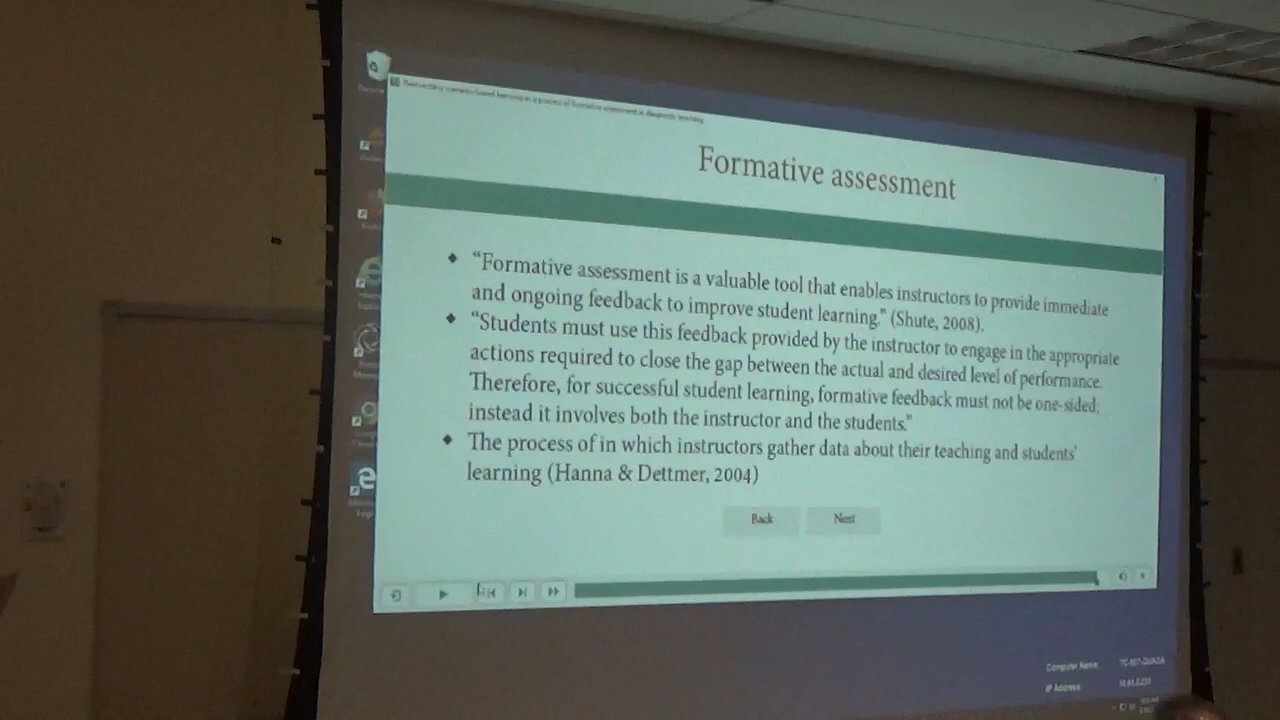 Formative assessment
◆ “Formative assessment is a valuable tool that enables instructors to provide immediate
and ongoing feedback to improve student learning.” (Shute, 2008).
◆ “Students must use this feedback provided by the instructor to engage in the appropriate
actions required to close the gap between the actual and desired level of performance.
Therefore, for successful student learning, formative feedback must not be one-sided;
instead it involves both the instructor and the students.”
◆ The process of in which instructors gather data about their teaching and students'
learning (Hanna & Dettmer, 2004)
Back Next
Computer Name:
IP Address: